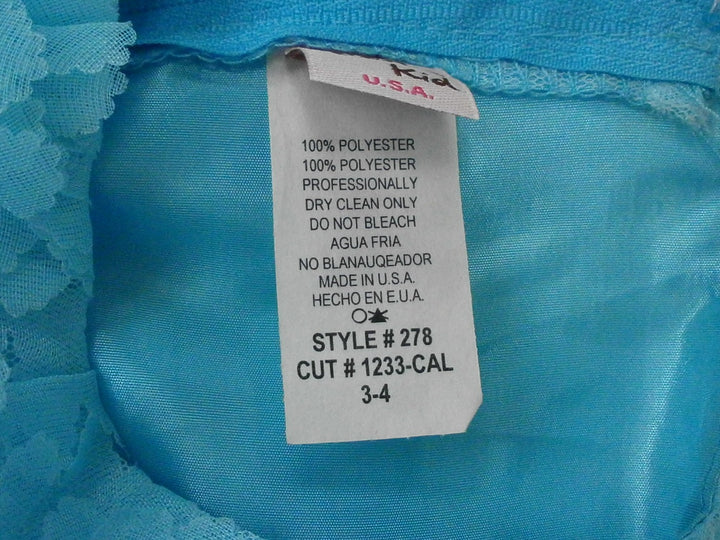 Kid
U.S.A.
100% POLYESTER
100% POLYESTER
PROFESSIONALLY
DRY CLEAN ONLY
DO NOT BLEACH
AGUA FRIA
NO BLANAUQEADOR
MADE IN U.S.A.
HECHO EN E.U.A.
STYLE # 278
CUT # 1233-CAL
3-4